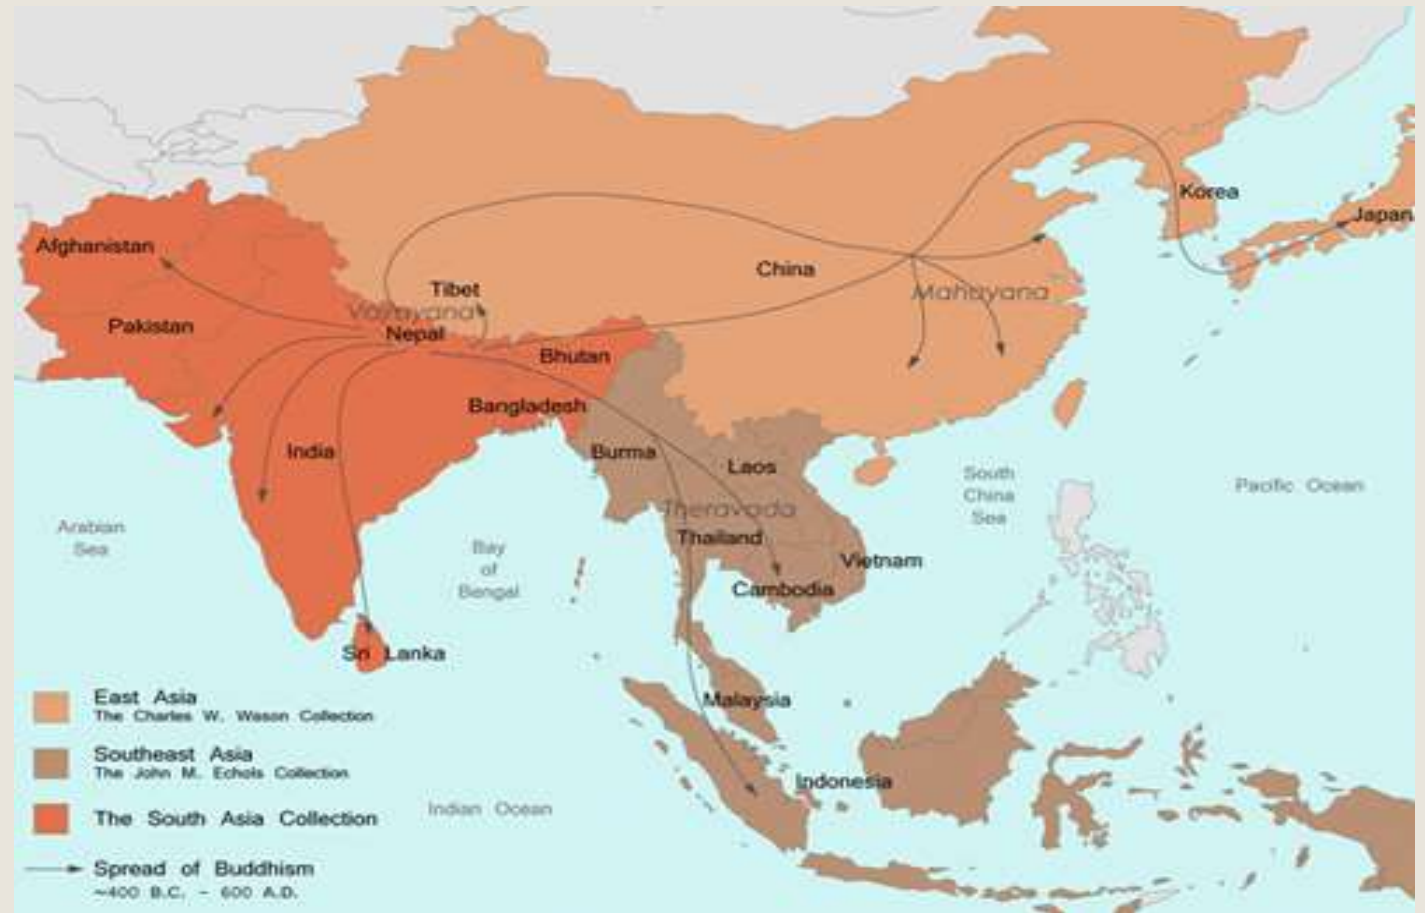 Korea
Japan
Afghanistan
China
Tibet
Mahayana
Vajrayana
Pakistan
Nepal
Bhutan
Bangladesh
India
Burma
Laos
South
China
Sea
Pacific Ocean
Arabian
Sea
Theravada
Thailand
Bay
of
Bengal
Vietnam
Cambodia
Sri Lanka
Malaysia
Indonesia
East Asia
The Charles W. Wason Collection
Southeast Asia
The John M. Echols Collection
Indian Ocean
The South Asia Collection
Spread of Buddhism
~400 B.C. - 600 A.D.